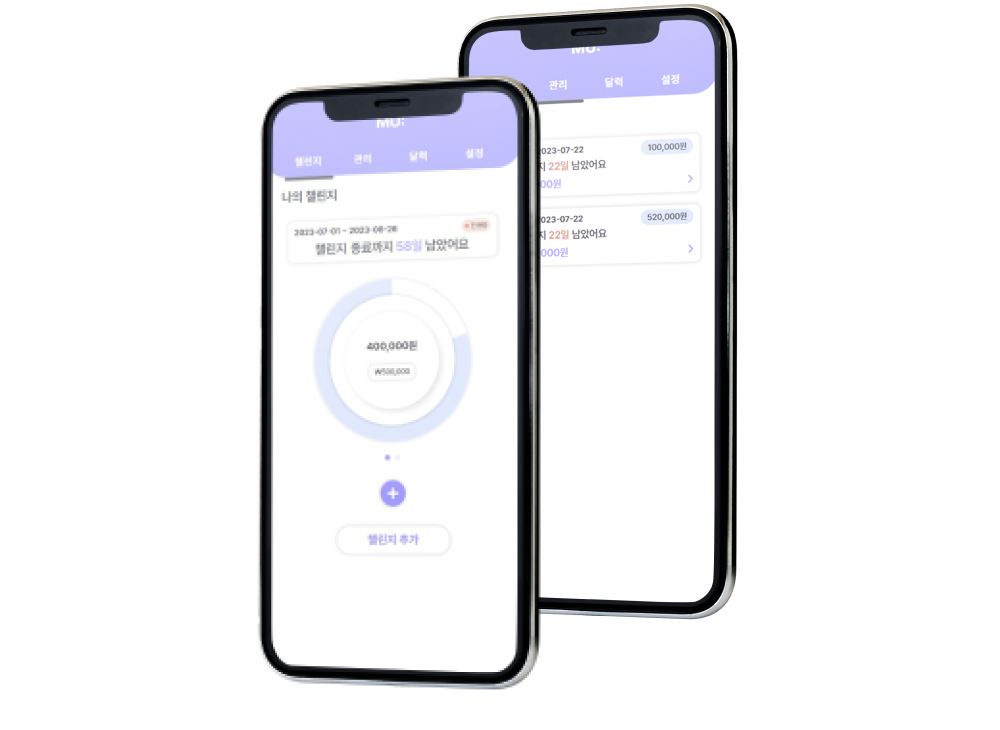 MU:
챌린지 관리 달력 설정
나의 챌린지
2023-07-01 ~ 2023-08-28
챌린지 종료까지 58일 남았어요
400,000원
₩500,000
챌린지 추가
MU:
관리 달력 설정
2023-07-22 100,000원
지 22일 남았어요
00원
2023-07-22 520,000원
지 22일 남았어요
000원